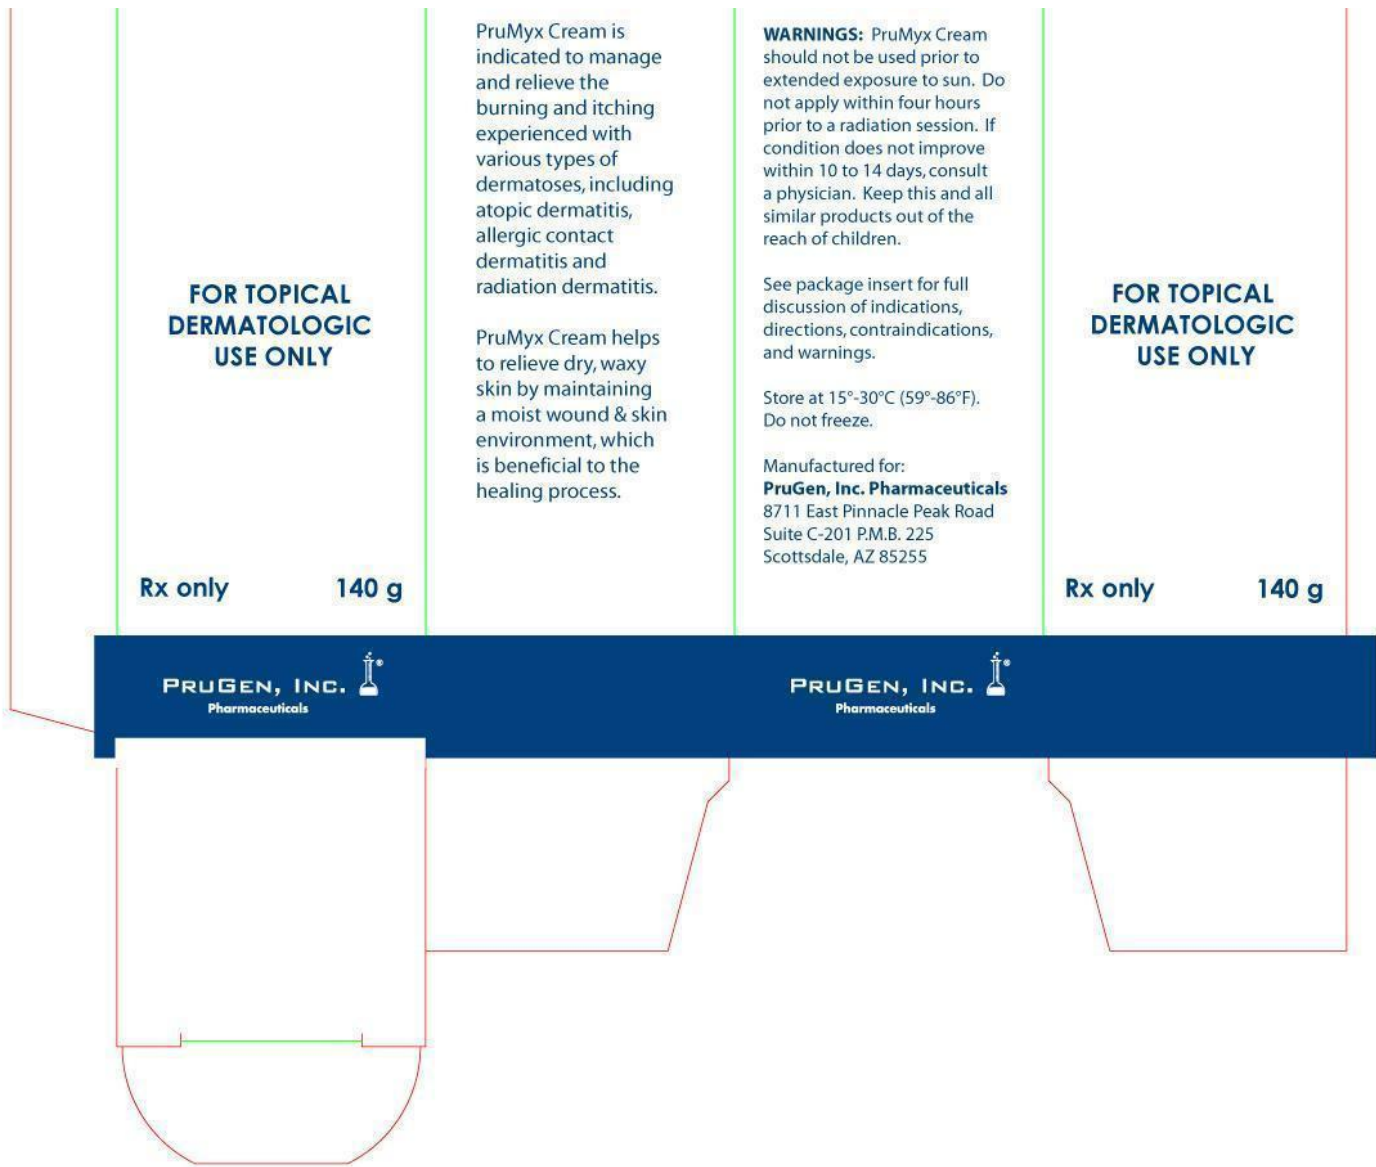 FOR TOPICAL
DERMATOLOGIC
USE ONLY
Rx only 140 g
PruMyx Cream is
indicated to manage
and relieve the
burning and itching
experienced with
various types of
dermatoses, including
atopic dermatitis,
allergic contact
dermatitis and
radiation dermatitis.
PruMyx Cream helps
to relieve dry, waxy
skin by maintaining
a moist wound & skin
environment, which
is beneficial to the
healing process.
WARNINGS: PruMyx Cream
should not be used prior to
extended exposure to sun. Do
not apply within four hours
prior to a radiation session. If
condition does not improve
within 10 to 14 days, consult
a physician. Keep this and all
similar products out of the
reach of children.
See package insert for full
discussion of indications,
directions, contraindications,
and warnings.
Store at 15°-30°C (59°-86°F).
Do not freeze.
Manufactured for:
PruGen, Inc. Pharmaceuticals
8711 East Pinnacle Peak Road
Suite C-201 P.M.B. 225
Scottsdale, AZ 85255
FOR TOPICAL
DERMATOLOGIC
USE ONLY
Rx only 140 g
PRUGEN, INC. ®
Pharmaceuticals
PRUGEN, INC. ®
Pharmaceuticals